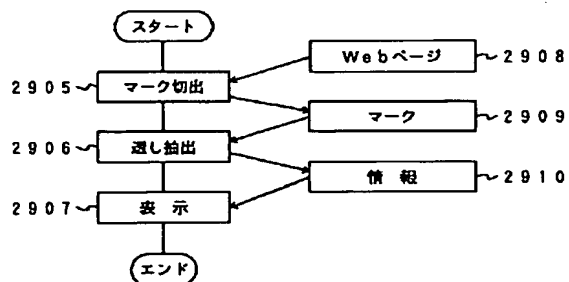 スタート
Webページ 2908
2905 マーク切出
マーク 2909
2906 透し抽出
情報 2910
2907 表示
エンド